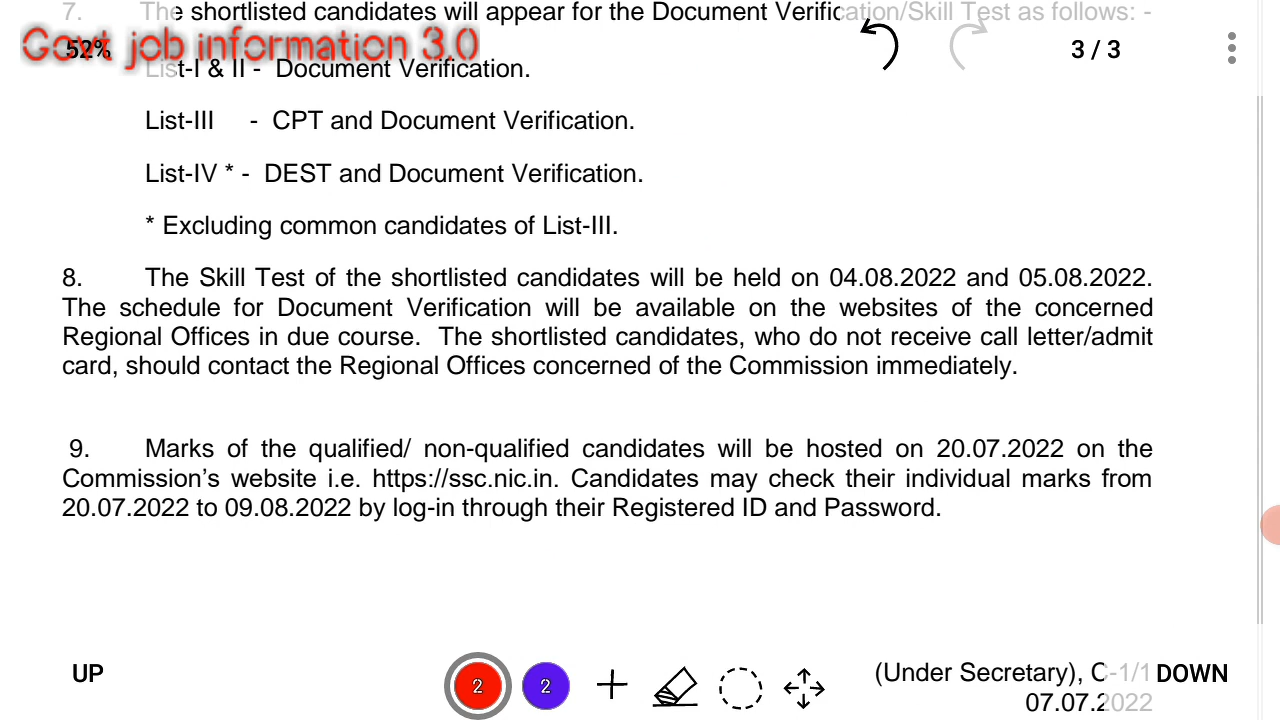 7. The shortlisted candidates will appear for the Document Verification/Skill Test as follows: -
Govt job information 3.0
52%
3 / 3
List-I & II - Document Verification.
List-III - CPT and Document Verification.
List-IV * - DEST and Document Verification.
* Excluding common candidates of List-III.
8. The Skill Test of the shortlisted candidates will be held on 04.08.2022 and 05.08.2022.
The schedule for Document Verification will be available on the websites of the concerned
Regional Offices in due course. The shortlisted candidates, who do not receive call letter/admit
card, should contact the Regional Offices concerned of the Commission immediately.
9. Marks of the qualified/ non-qualified candidates will be hosted on 20.07.2022 on the
Commission’s website i.e. https://ssc.nic.in. Candidates may check their individual marks from
20.07.2022 to 09.08.2022 by log-in through their Registered ID and Password.
UP
2
2
(Under Secretary), C-1/1
DOWN
07.07.2022